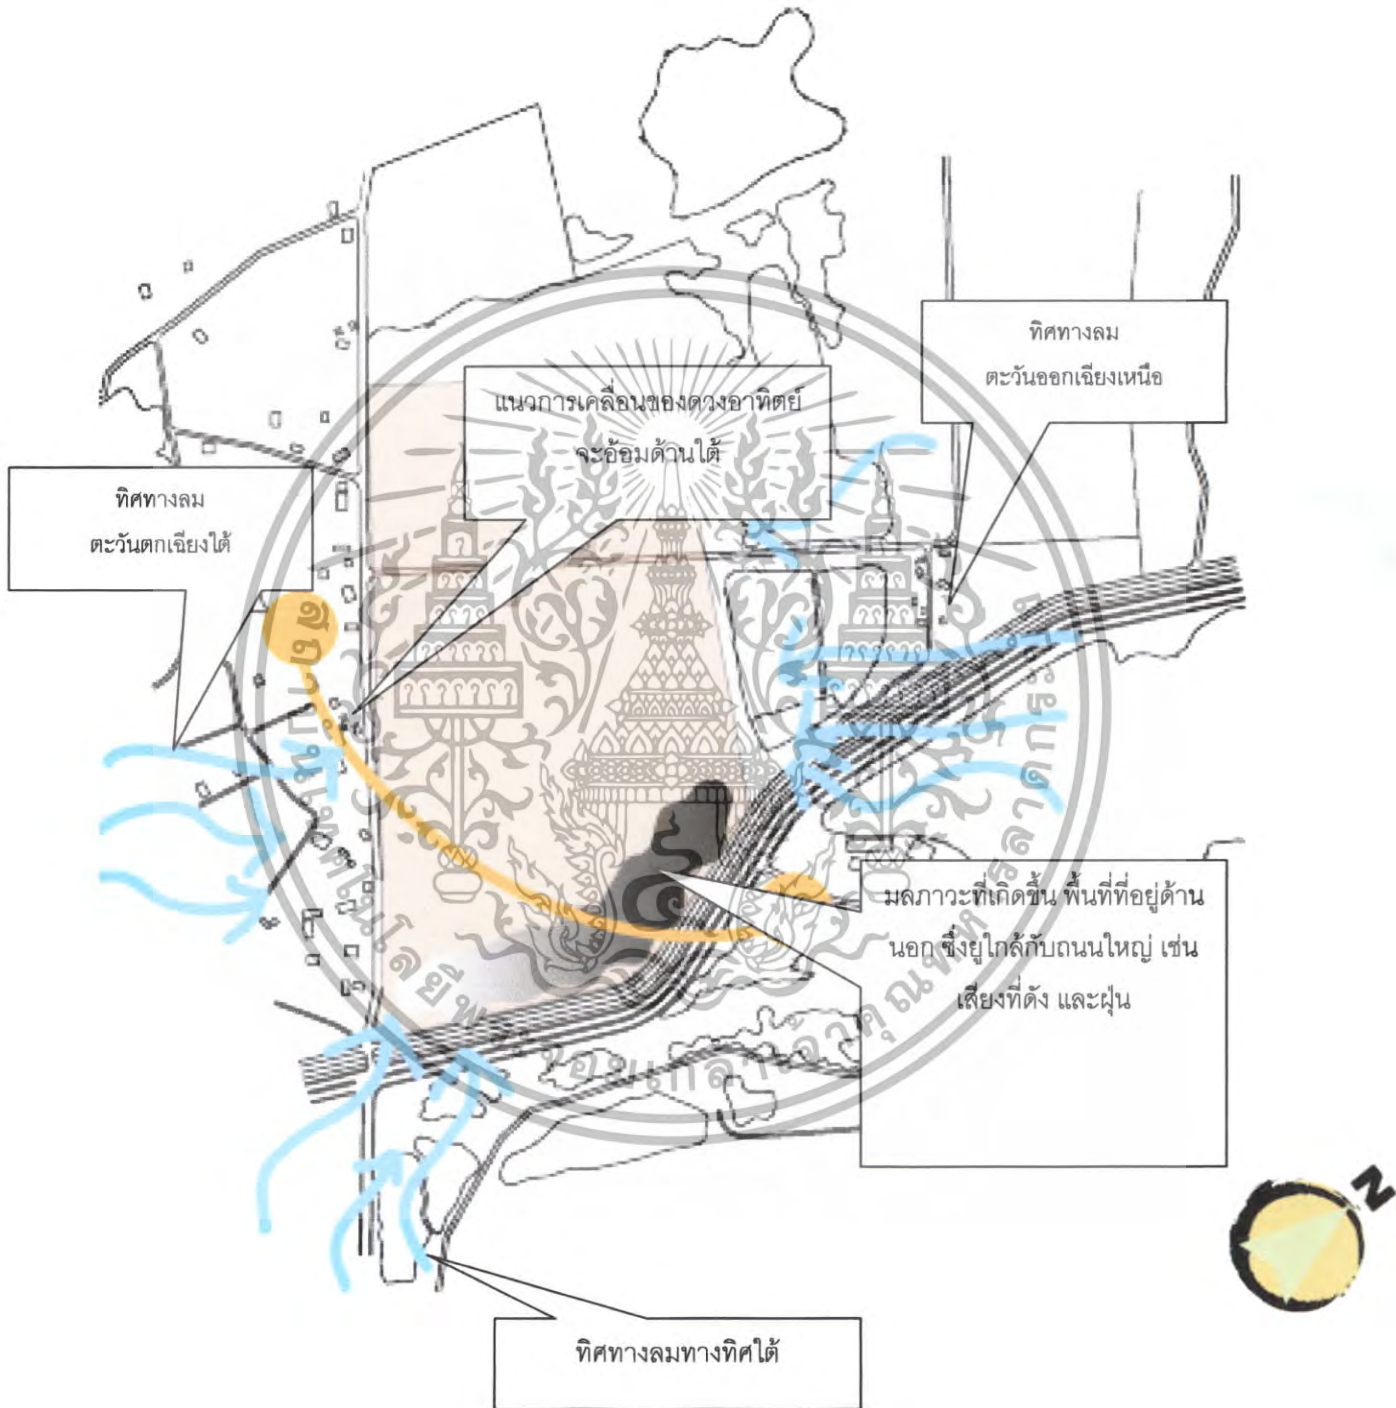 ทิศทางลม
ตะวันออกเฉียงเหนือ
แนวการเคลื่อนของดวงอาทิตย์
จะอ้อมด้านใต้
ทิศทางลม
ตะวันตกเฉียงใต้
มลภาวะที่เกิดขึ้น พื้นที่ที่อยู่ด้าน
นอก ซึ่งยู่ใกล้กับถนนใหญ่ เช่น
เสียงที่ดัง และฝุ่น
N
ทิศทางลมทางทิศใต้